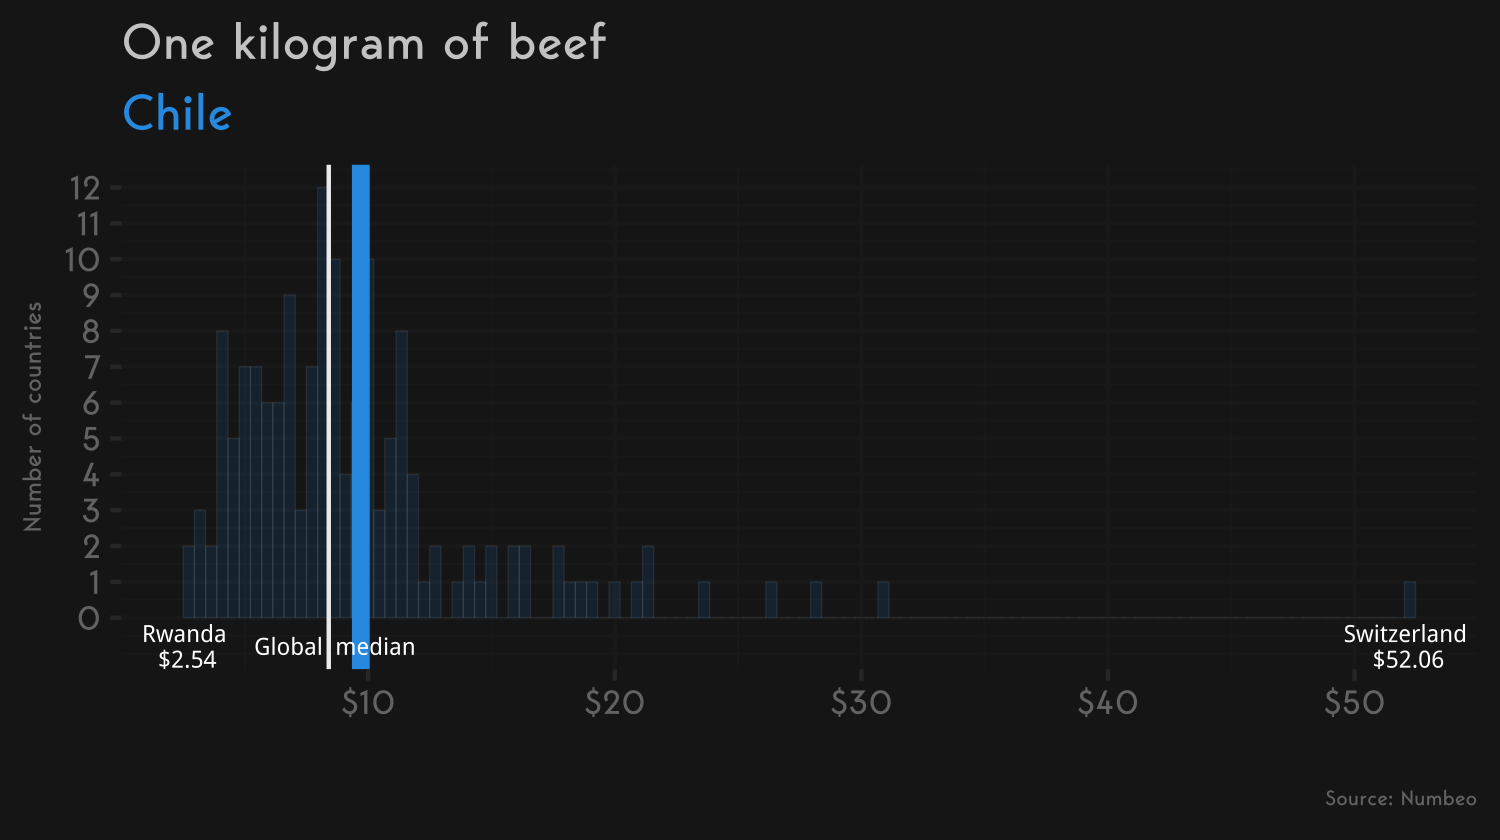 One kilogram of beef
Chile
Number of countries
12
11
10
9
8
7
6
5
4
3
2
1
0
Rwanda
$2.54
Global median
Switzerland
$52.06
$10 $20 $30 $40 $50
Source: Numbeo